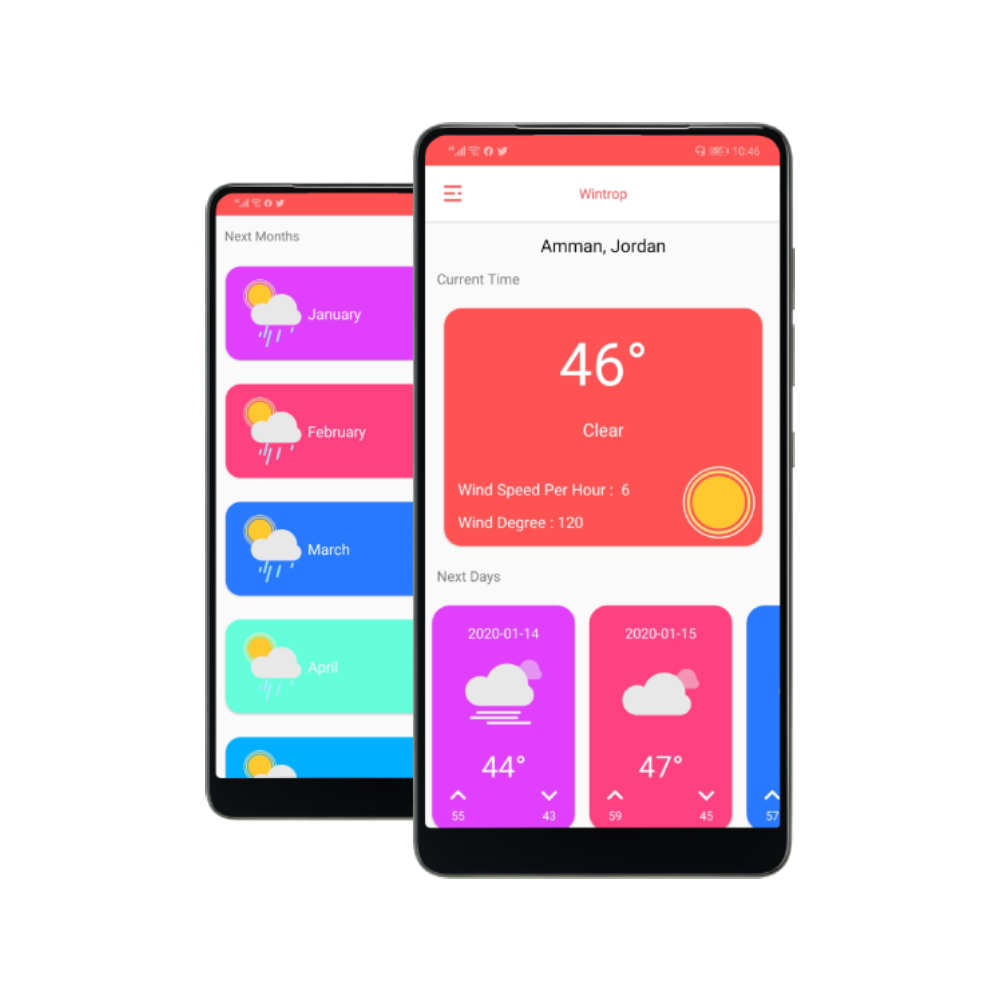 Next Months
January
February
March
April
10:46
Wintrop
Amman, Jordan
Current Time
46°
Clear
Wind Speed Per Hour : 6
Wind Degree : 120
Next Days
2020-01-14
44°
55 43
2020-01-15
47°
59 45
57